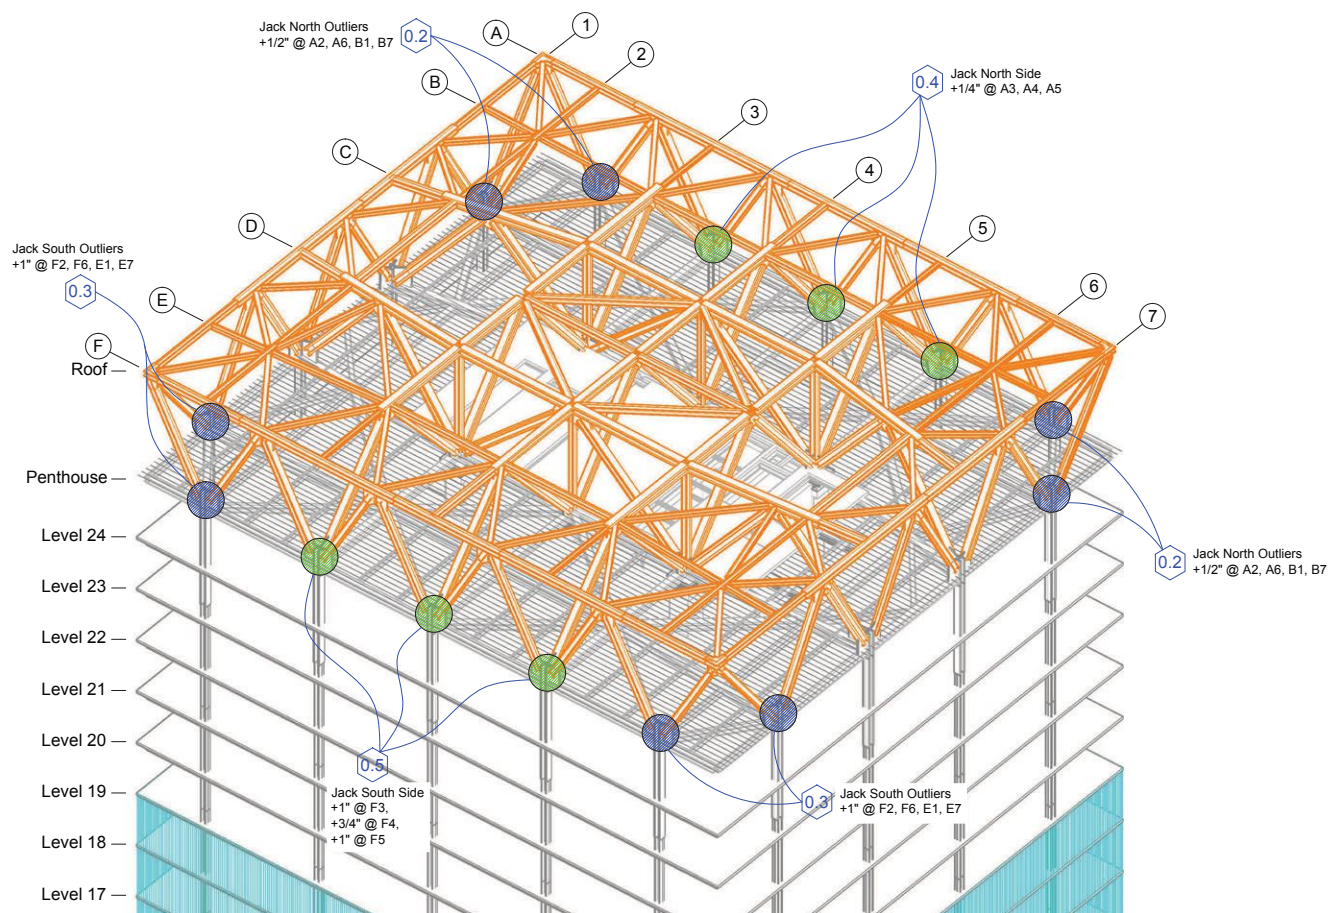 Jack North Outliers
+1/2" @ A2, A6, B1, B7
0.2
A
1
2
B
0.4
Jack North Side
+1/4" @ A3, A4, A5
3
C
4
D
5
Jack South Outliers
+1" @ F2, F6, E1, E7
0.3
E
6
7
F
Roof
Penthouse
Level 24
Level 23
Level 22
Level 21
Level 20
Level 19
Level 18
Level 17
0.2
Jack North Outliers
+1/2" @ A2, A6, B1, B7
0.5
Jack South Side
+1" @ F3,
+3/4" @ F4,
+1" @ F5
0.3
Jack South Outliers
+1" @ F2, F6, E1, E7